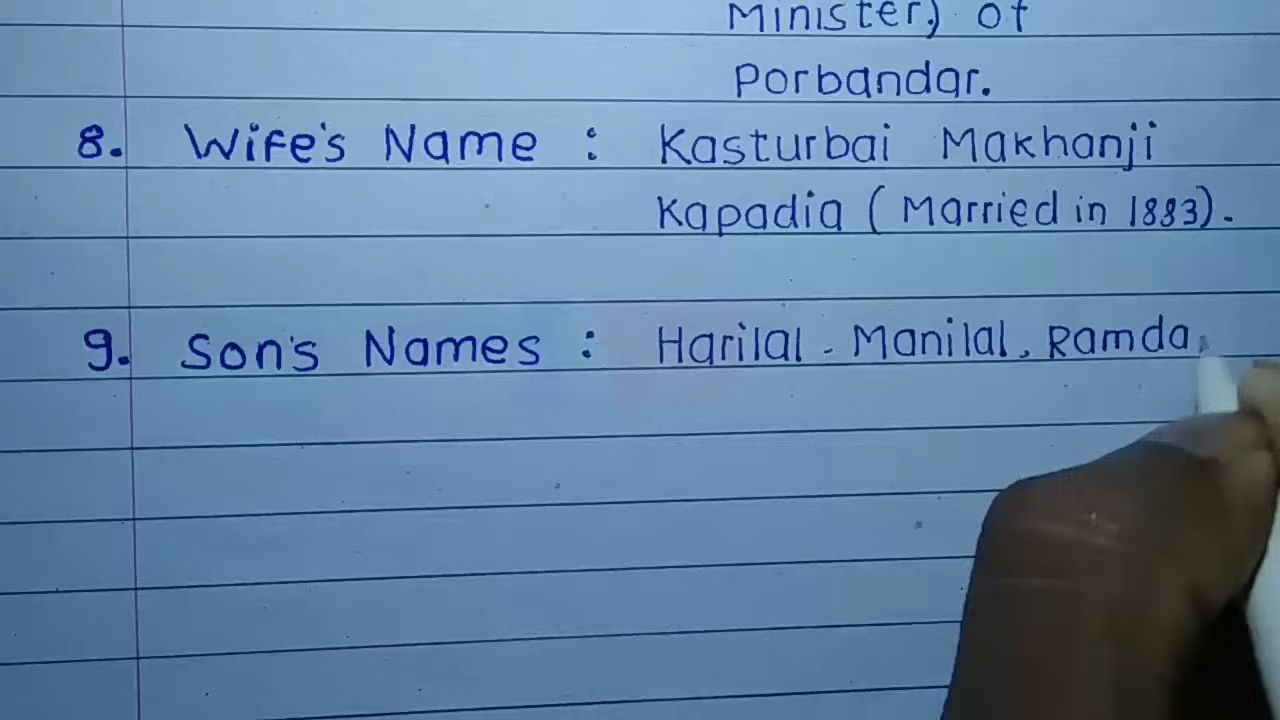 Minister) of
Porbandar.
8. Wife's Name : Kasturbai Makhanji
Kapadia (Married in 1883).
9. Son's Names : Harilal, Manilal, Ramda